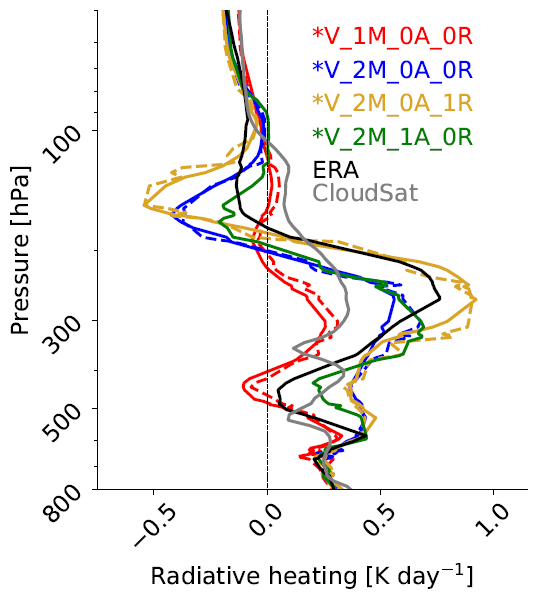 *V_1M_0A_0R
*V_2M_0A_0R
*V_2M_0A_1R
*V_2M_1A_0R
ERA
CloudSat
Pressure [hPa]
100
300
500
800
−0.5
0.0
0.5
1.0
Radiative heating [K day⁻¹]